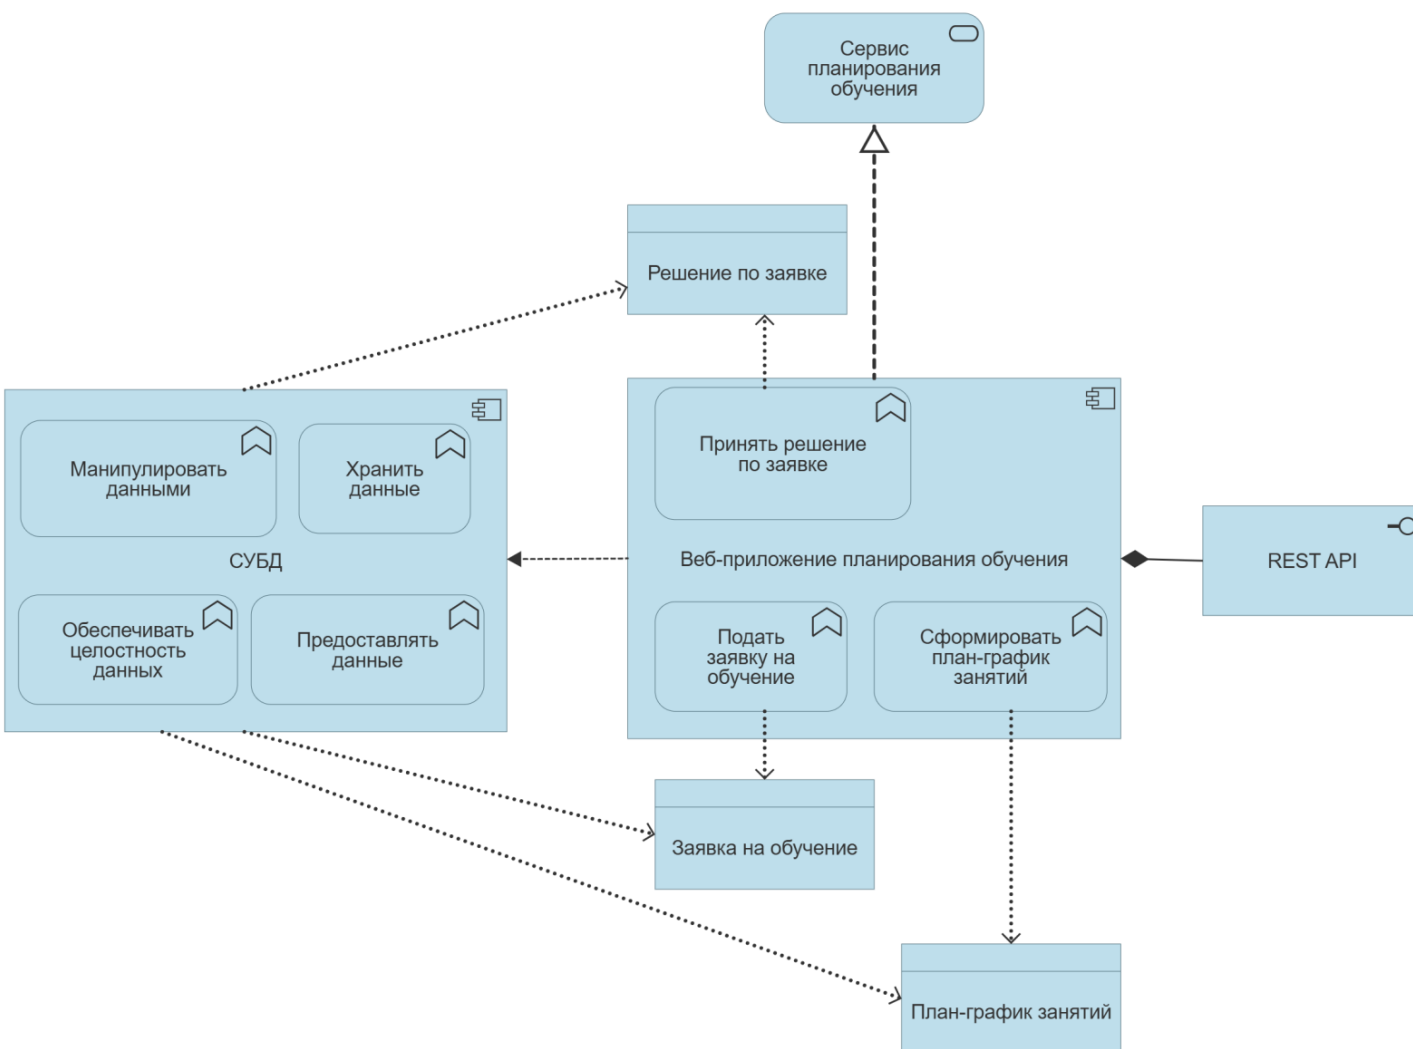 Сервис
планирования
обучения
Решение по заявке
Манипулировать
данными
Хранить
данные
СУБД
Обеспечивать
целостность
данных
Предоставлять
данные
Принять решение
по заявке
Веб-приложение планирования обучения
Подать
заявку на
обучение
Сформировать
план-график
занятий
REST API
Заявка на обучение
План-график занятий